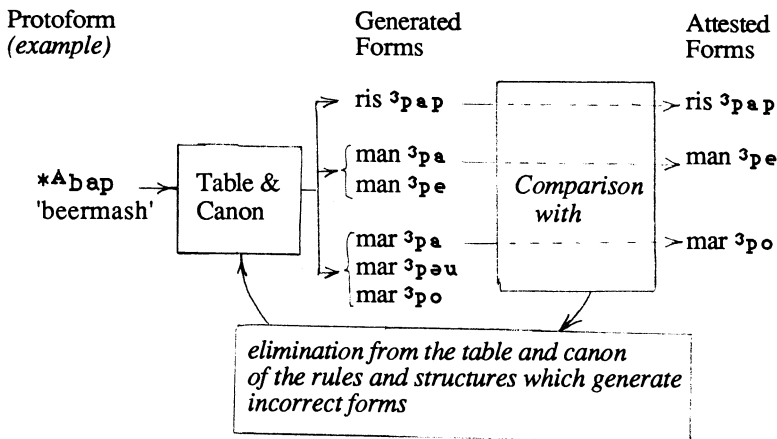 Protoform
(example)
Generated
Forms
Attested
Forms
*ᴬbap
'beermash'
Table &
Canon
ris ³pap
man ³pa
man ³pe
mar ³pa
mar ³pəu
mar ³po
Comparison
with
ris ³pap
man ³pe
mar ³po
elimination from the table and canon
of the rules and structures which generate
incorrect forms